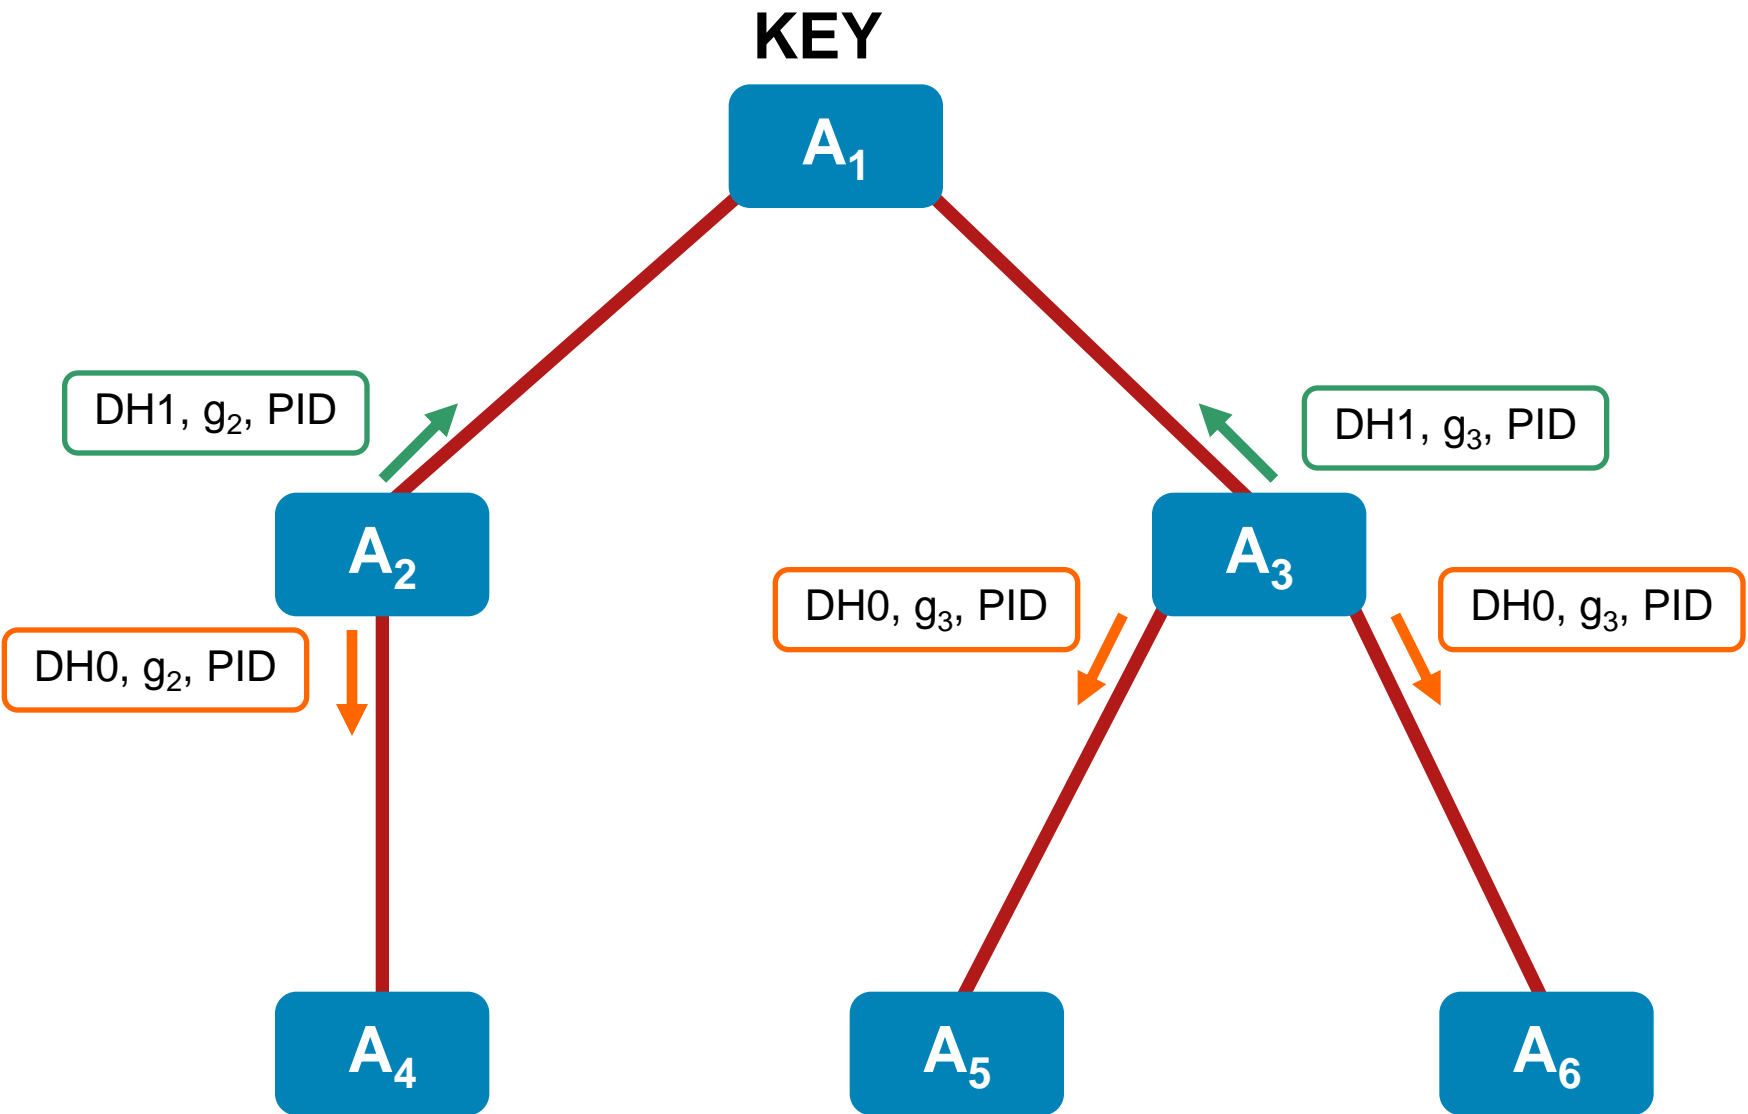 KEY
A₁
DH1, g₂, PID
DH1, g₃, PID
A₂
A₃
DH0, g₂, PID
DH0, g₃, PID
DH0, g₃, PID
A₄
A₅
A₆